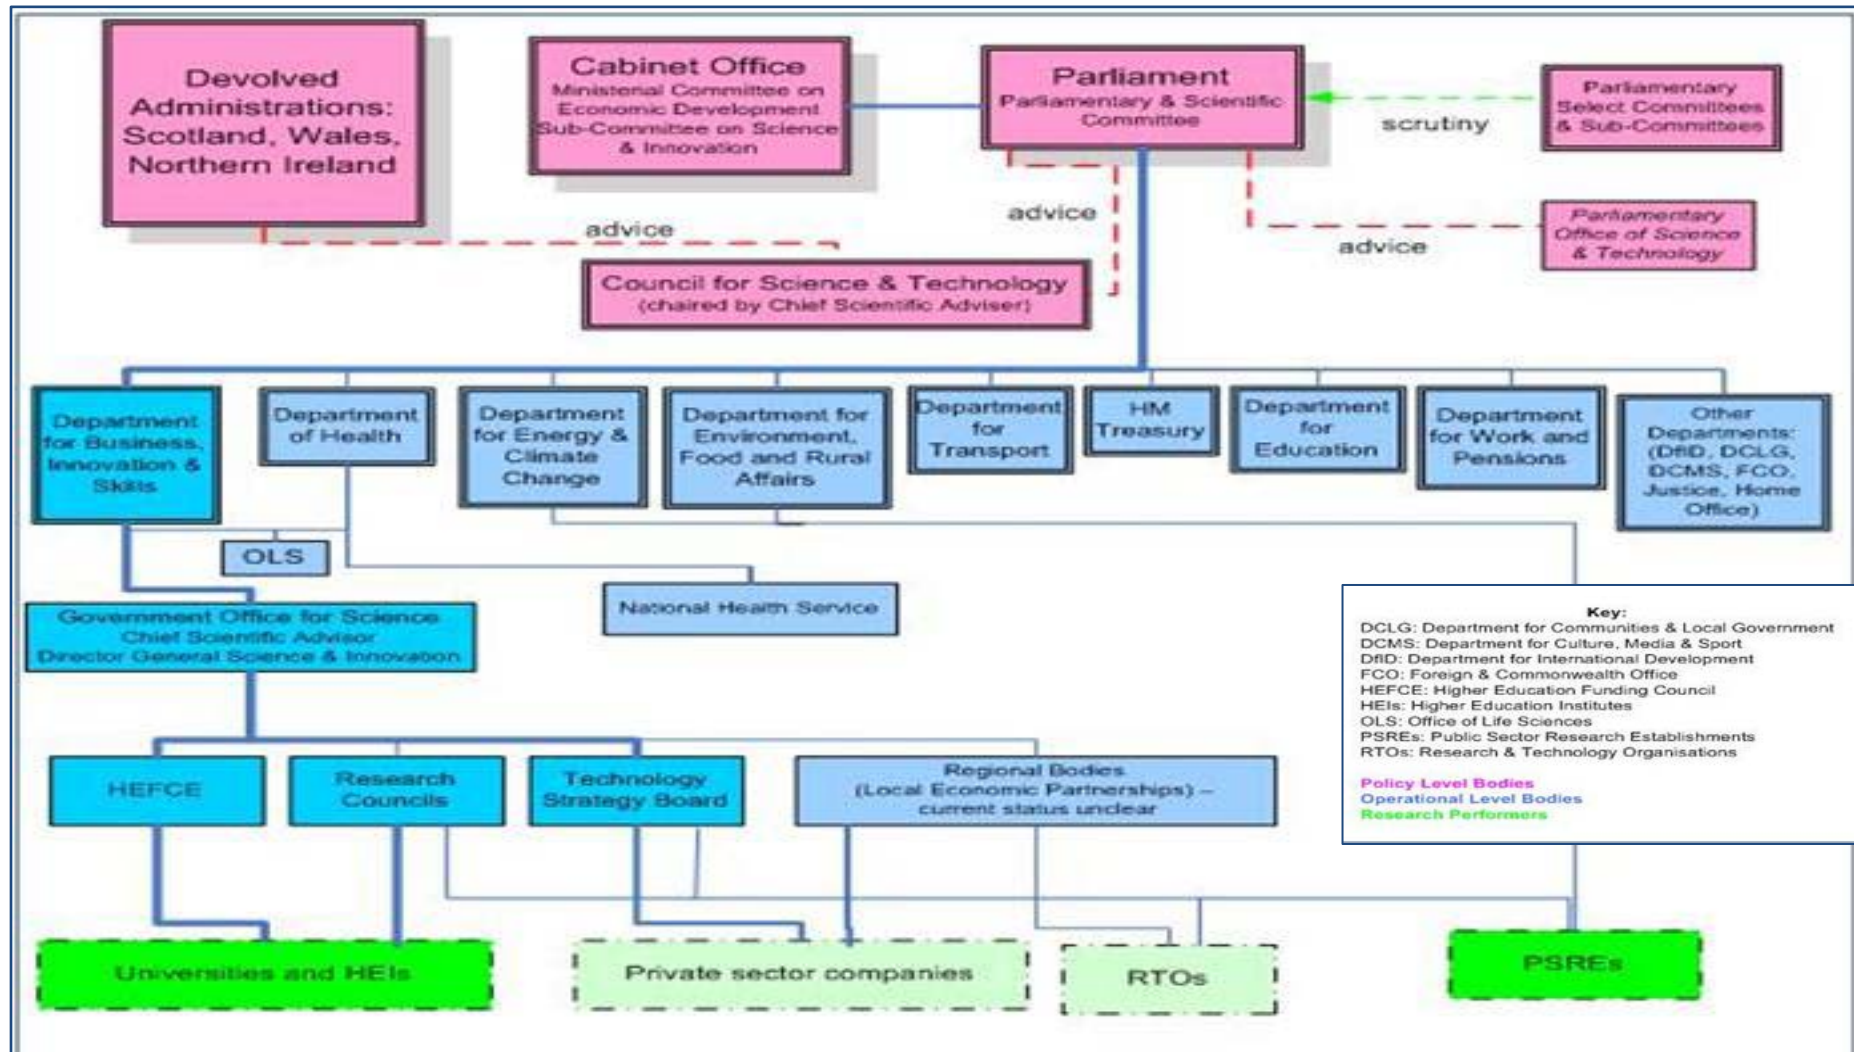 Devolved
Administrations:
Scotland, Wales,
Northern Ireland
Cabinet Office
Ministerial Committee on
Economic Development
Sub-Committee on Science
& Innovation
Parliament
Parliamentary & Scientific
Committee
scrutiny
Parliamentary
Select Committees
& Sub-Committees
advice
advice
advice
Parliamentary
Office of Science
& Technology
Council for Science & Technology
(chaired by Chief Scientific Adviser)
Department
for Business,
Innovation &
Skills
Department
of Health
Department
for Energy &
Climate
Change
Department for
Environment,
Food and Rural
Affairs
Department
for
Transport
HM
Treasury
Department
for
Education
Department
for Work and
Pensions
Other
Departments:
(DfID, DCLG,
DCMS, FCO,
Justice, Home
Office)
OLS
National Health Service
Government Office for Science
Chief Scientific Advisor
Director General Science & Innovation
Key:
DCLG: Department for Communities & Local Government
DCMS: Department for Culture, Media & Sport
DfID: Department for International Development
FCO: Foreign & Commonwealth Office
HEFCE: Higher Education Funding Council
HEIs: Higher Education Institutes
OLS: Office of Life Sciences
PSREs: Public Sector Research Establishments
RTOs: Research & Technology Organisations
Policy Level Bodies
Operational Level Bodies
Research Performers
HEFCE
Research
Councils
Technology
Strategy Board
Regional Bodies
(Local Economic Partnerships) –
current status unclear
Universities and HEIs
Private sector companies
RTOs
PSREs